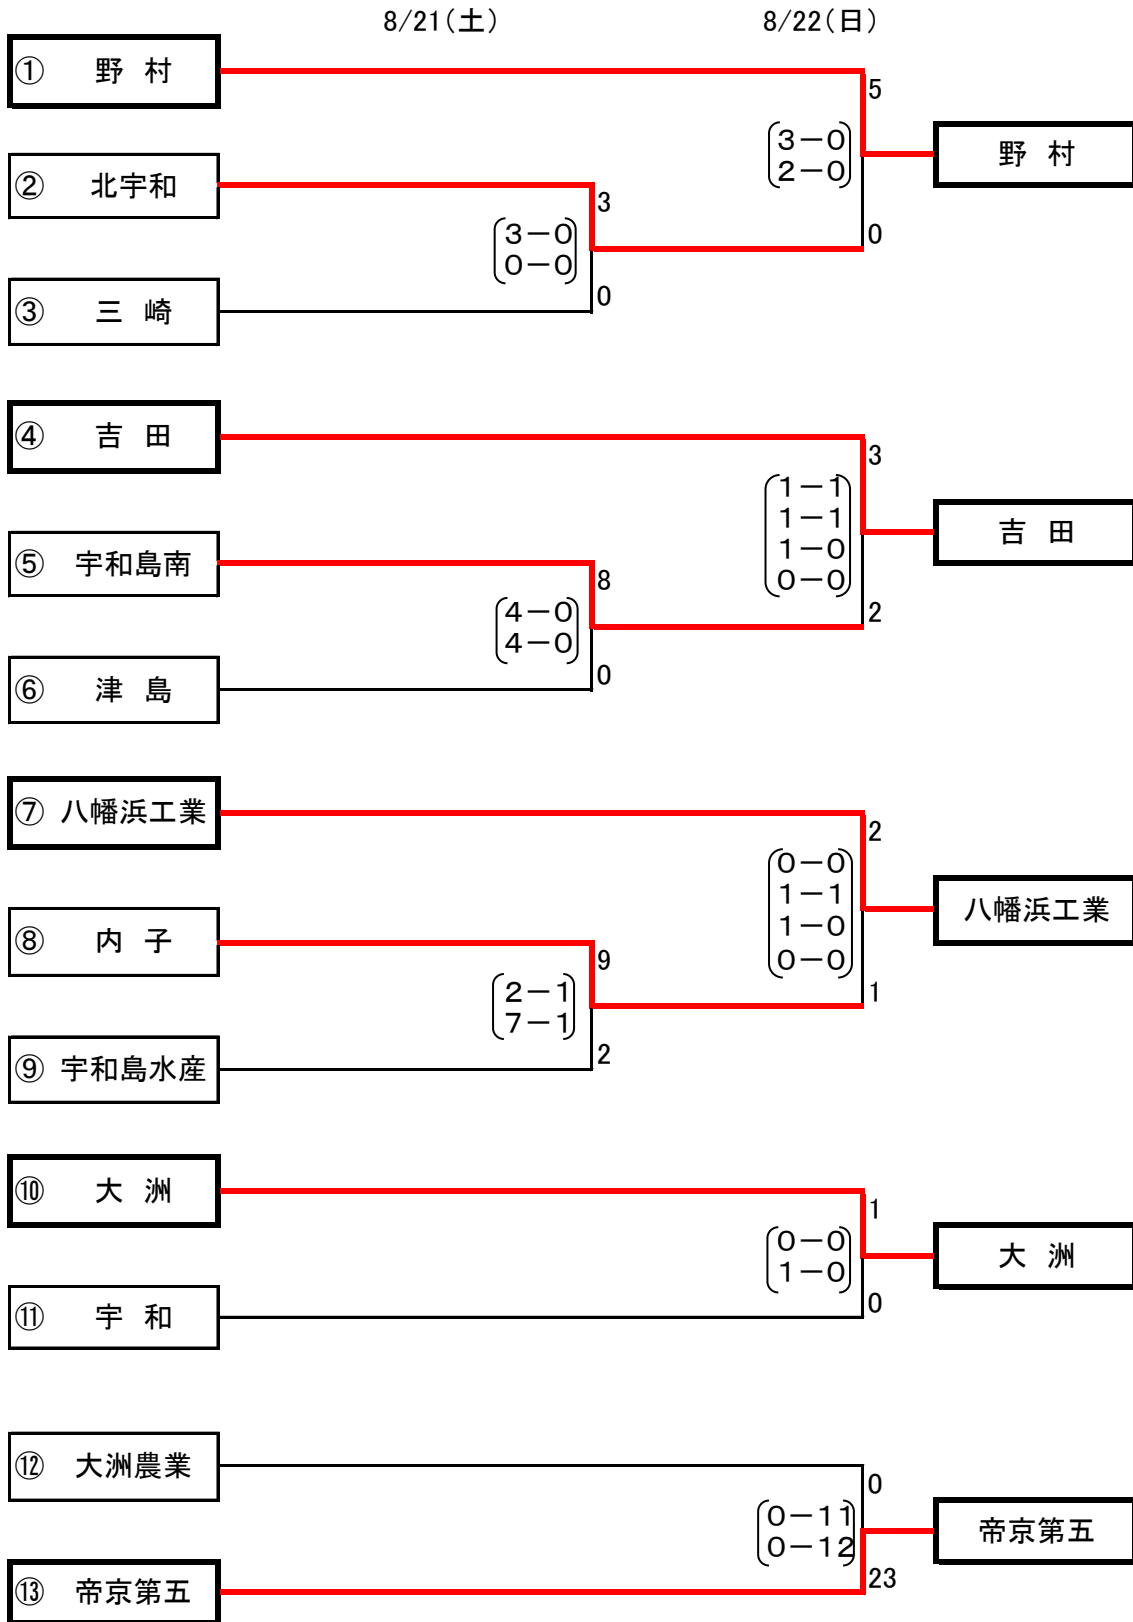 8/21(土)
8/22(日)
① 野 村
5
3－0
2－0
野 村
② 北宇和
3
3－0
0－0
0
0
③ 三 崎
④ 吉 田
3
1－1
1－1
1－0
0－0
吉 田
⑤ 宇和島南
8
4－0
4－0
2
0
⑥ 津 島
⑦ 八幡浜工業
2
0－0
1－1
1－0
0－0
八幡浜工業
⑧ 内 子
9
2－1
7－1
1
2
⑨ 宇和島水産
⑩ 大 洲
1
0－0
1－0
大 洲
0
⑪ 宇 和
⑫ 大洲農業
0
0－11
0－12
帝京第五
23
⑬ 帝京第五